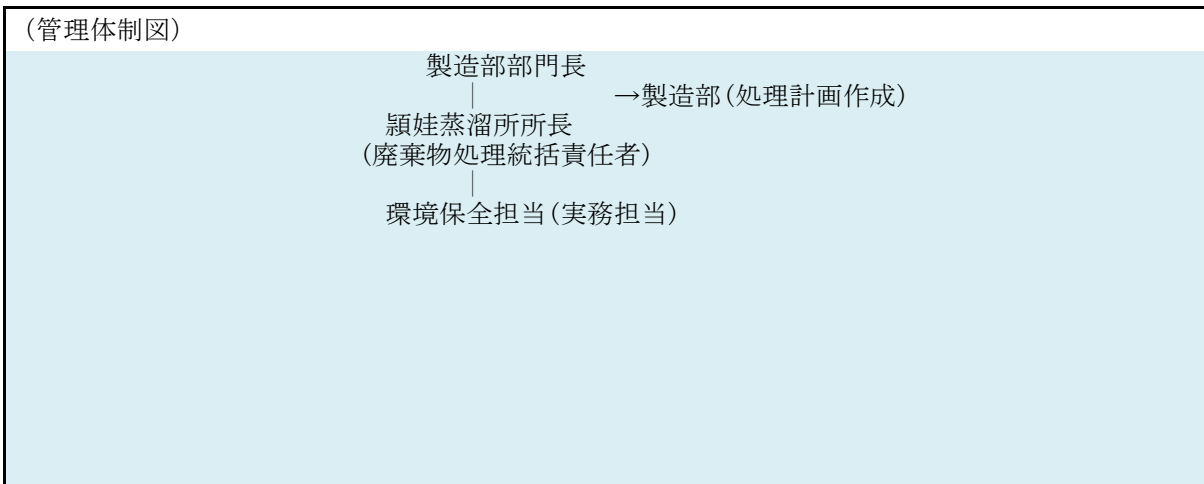 (管理体制図)
製造部部門長
→製造部(処理計画作成)
頴娃蒸溜所所長
(廃棄物処理統括責任者)
環境保全担当(実務担当)